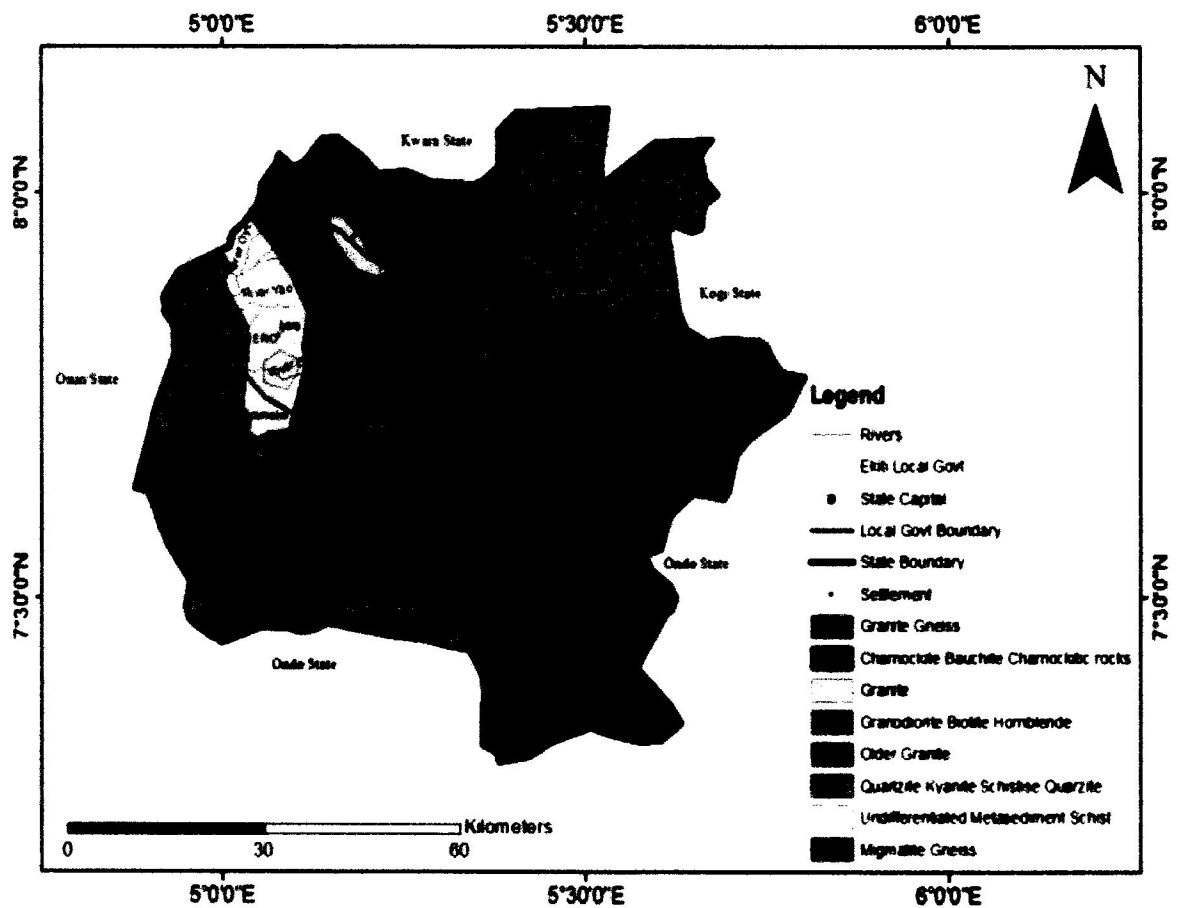 5°0'0"E 5°30'0"E 6°0'0"E
N
Kwara State
8°0'0"N 8°0'0"N
Kogi State
Osun State
Legend
Rivers
Ekiti Local Govt
State Capital
Local Govt Boundary
State Boundary
Ondo State
Settlement
7°30'0"N 7°30'0"N
Granite Gneiss
Charnockite Bauchite Charnockitic rocks
Ondo State
Granite
Granodiorite Biotite Hornblende
Older Granite
Quartzite Kyanite Schistise Quarzite
Undifferentiated Metasediment Schist
Kilometers
Migmatite Gneiss
0 30 60
5°0'0"E 5°30'0"E 6°0'0"E